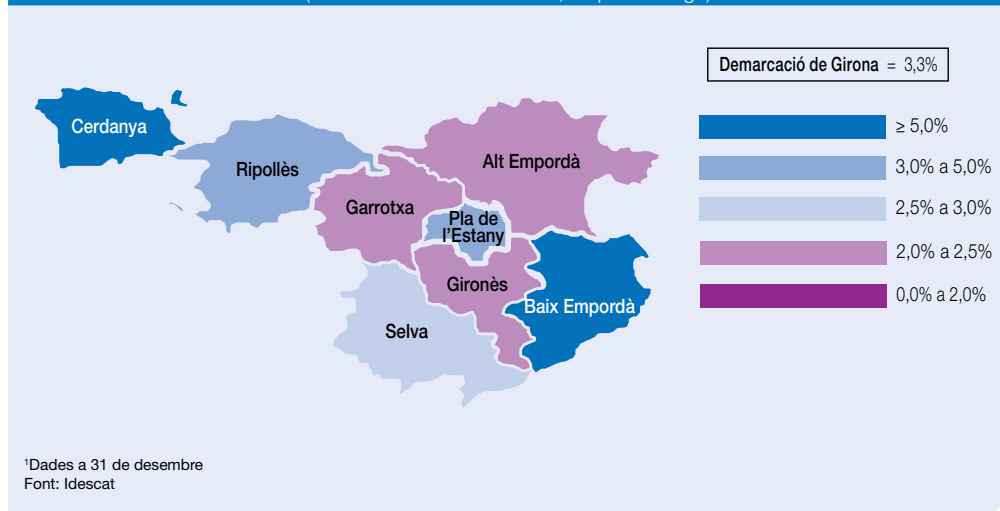 Demarcació de Girona = 3,3%
Cerdanya
≥ 5,0%
Ripollès
Alt Empordà
3,0% a 5,0%
Garrotxa
2,5% a 3,0%
Pla de
l'Estany
2,0% a 2,5%
Gironès
0,0% a 2,0%
Baix Empordà
Selva
¹Dades a 31 de desembre
Font: Idescat